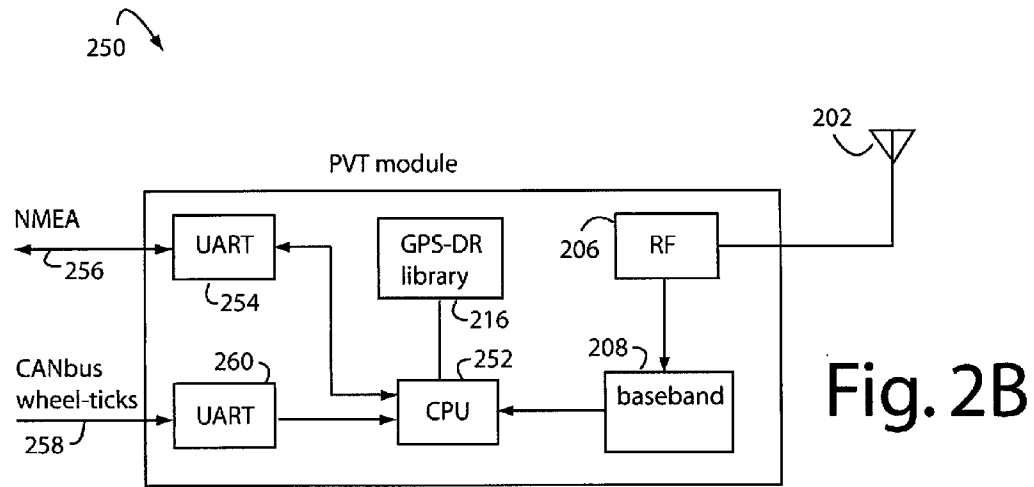 250
202
PVT module
NMEA
256
UART
254
GPS-DR
library
216
206
RF
CANbus
wheel-ticks
258
260
UART
252
CPU
208
baseband
Fig. 2B